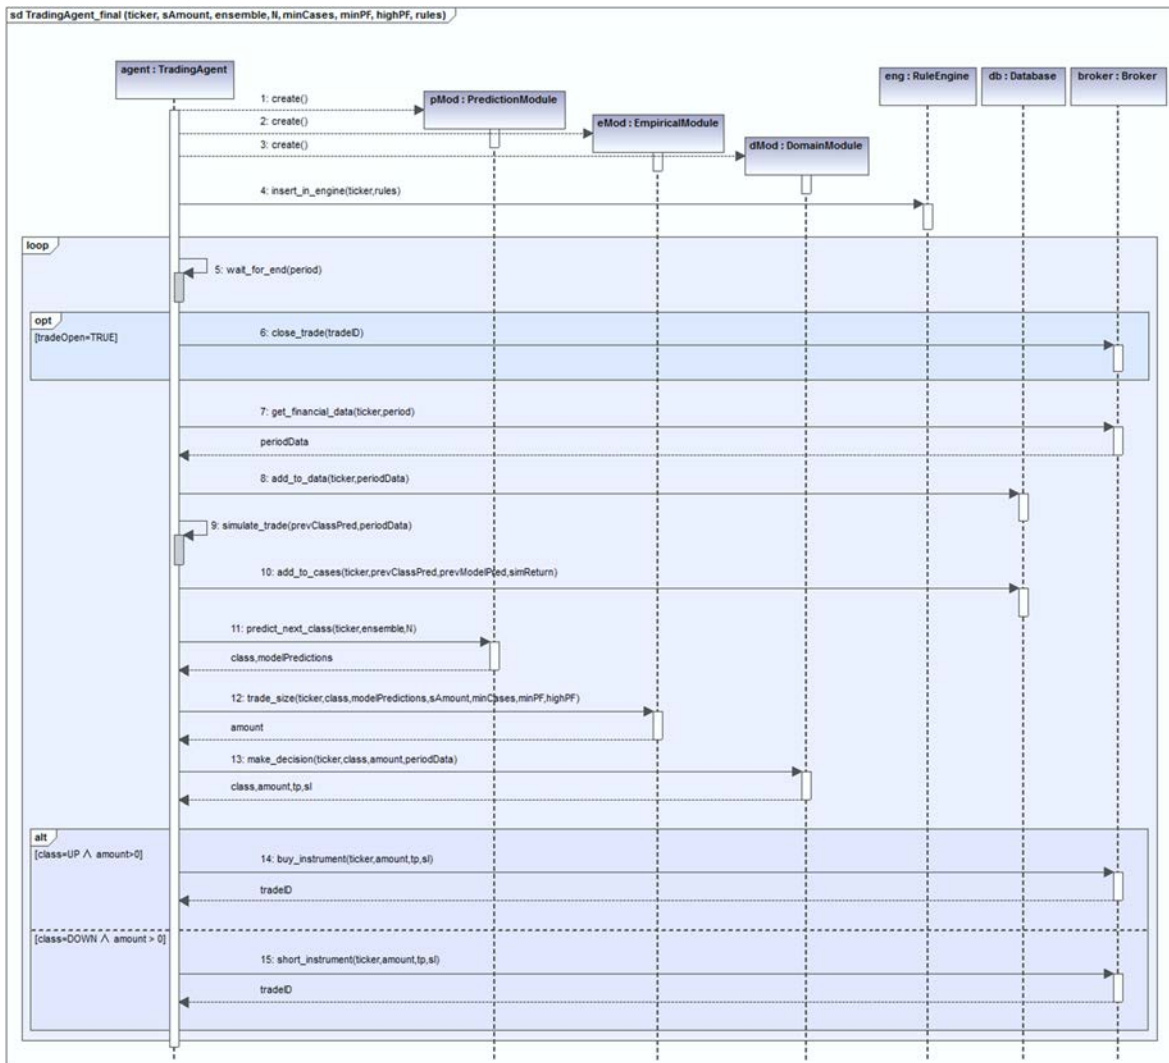 sd TradingAgent_final (ticker, sAmount, ensemble, N, minCases, minPF, highPF, rules)
agent : TradingAgent
eng : RuleEngine
db : Database
broker : Broker
1: create()
pMod : PredictionModule
2: create()
eMod : EmpiricalModule
3: create()
dMod : DomainModule
4: insert_in_engine(ticker,rules)
loop
5: wait_for_end(period)
opt
[tradeOpen=TRUE]
6: close_trade(tradeID)
7: get_financial_data(ticker,period)
periodData
8: add_to_data(ticker,periodData)
9: simulate_trade(prevClassPred,periodData)
10: add_to_cases(ticker,prevClassPred,prevModelPred,simReturn)
11: predict_next_class(ticker,ensemble,N)
class,modelPredictions
12: trade_size(ticker,class,modelPredictions,sAmount,minCases,minPF,highPF)
amount
13: make_decision(ticker,class,amount,periodData)
class,amount,tp,sl
alt
[class=UP ∧ amount>0]
14: buy_instrument(ticker,amount,tp,sl)
tradeID
[class=DOWN ∧ amount > 0]
15: short_instrument(ticker,amount,tp,sl)
tradeID